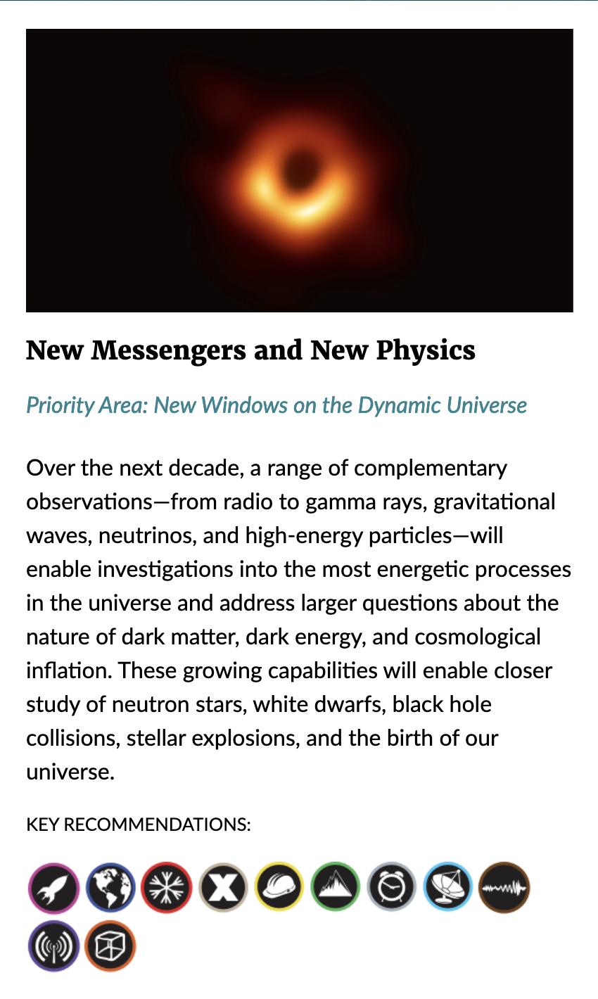 New Messengers and New Physics
Priority Area: New Windows on the Dynamic Universe
Over the next decade, a range of complementary
observations—from radio to gamma rays, gravitational
waves, neutrinos, and high-energy particles—will
enable investigations into the most energetic processes
in the universe and address larger questions about the
nature of dark matter, dark energy, and cosmological
inflation. These growing capabilities will enable closer
study of neutron stars, white dwarfs, black hole
collisions, stellar explosions, and the birth of our
universe.
KEY RECOMMENDATIONS:
X